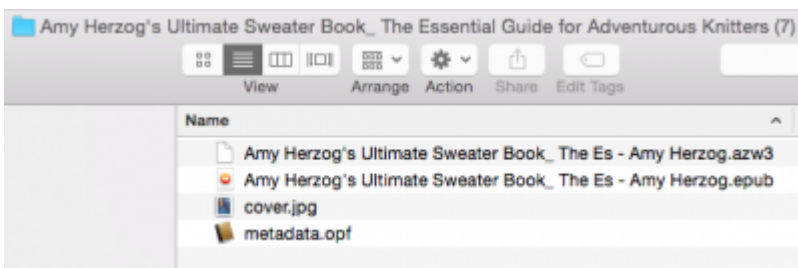 Amy Herzog's Ultimate Sweater Book_ The Essential Guide for Adventurous Knitters (7)
View Arrange Action Share Edit Tags
Name
Amy Herzog's Ultimate Sweater Book_ The Es - Amy Herzog.azw3
Amy Herzog's Ultimate Sweater Book_ The Es - Amy Herzog.epub
cover.jpg
metadata.opf